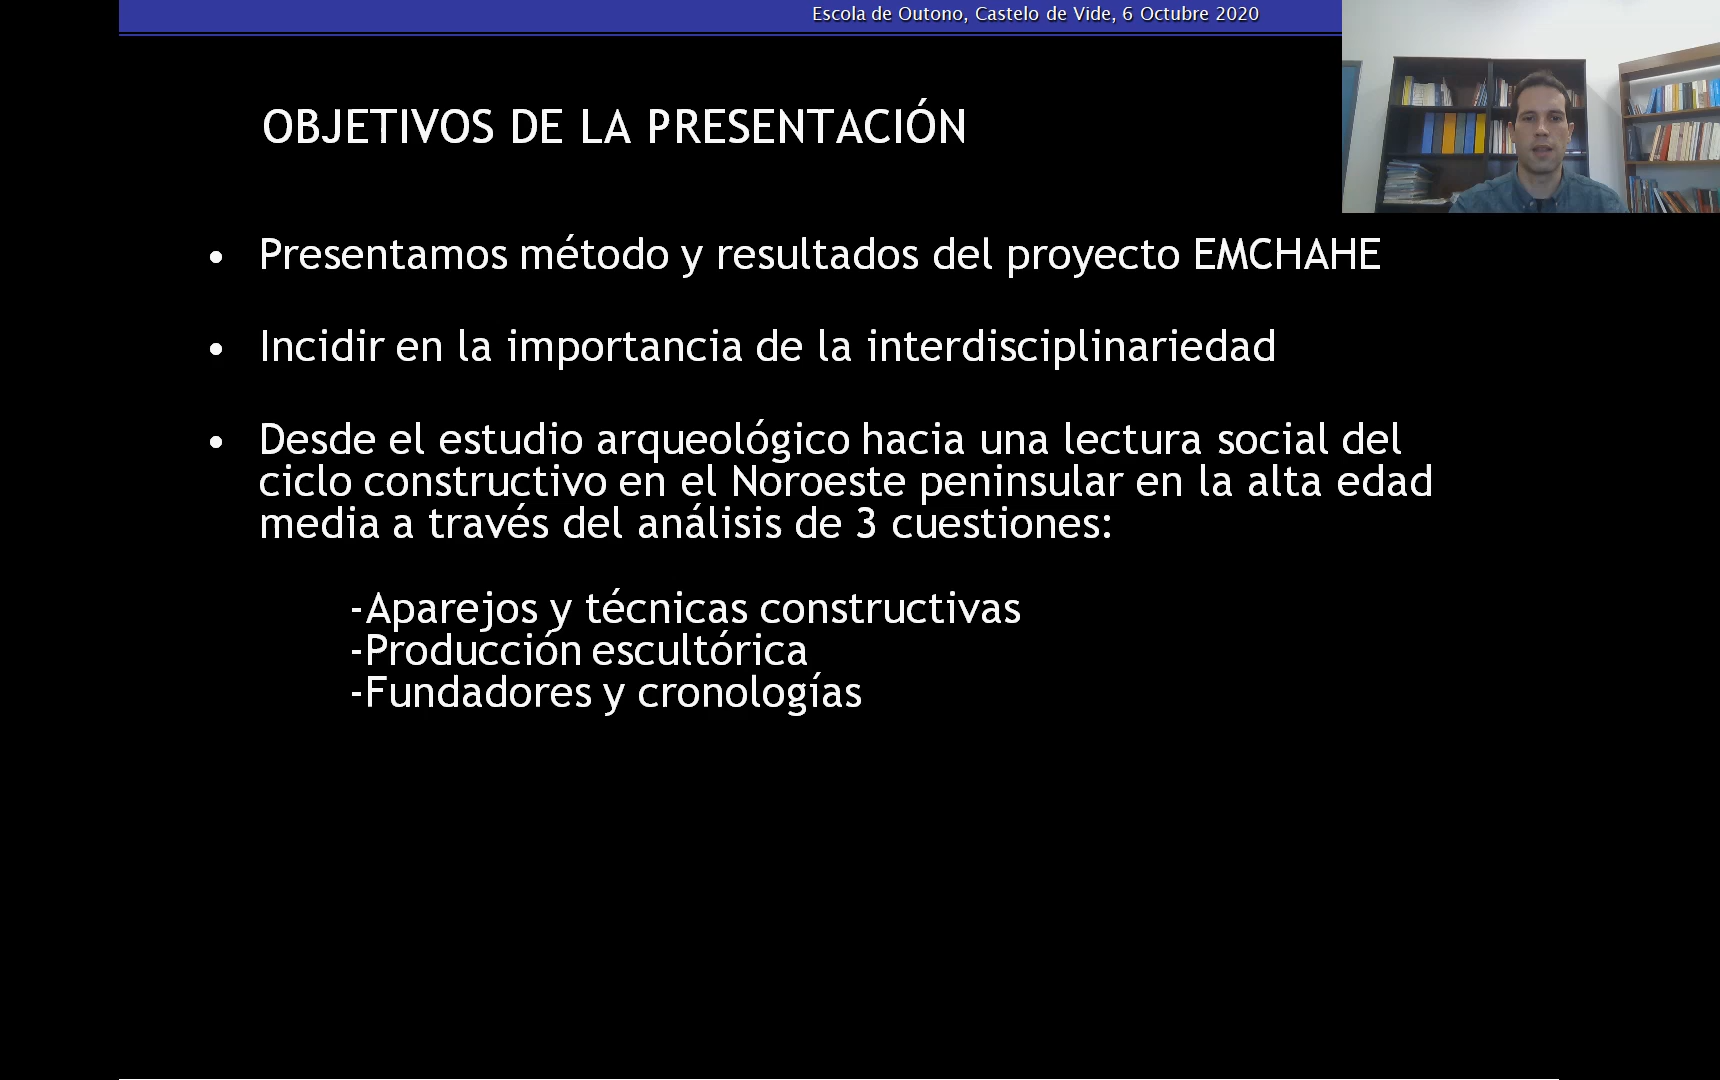 Escola de Outono, Castelo de Vide, 6 Octubre 2020
OBJETIVOS DE LA PRESENTACIÓN
• Presentamos método y resultados del proyecto EMCHAHE
• Incidir en la importancia de la interdisciplinariedad
• Desde el estudio arqueológico hacia una lectura social del
ciclo constructivo en el Noroeste peninsular en la alta edad
media a través del análisis de 3 cuestiones:
-Aparejos y técnicas constructivas
-Producción escultórica
-Fundadores y cronologías